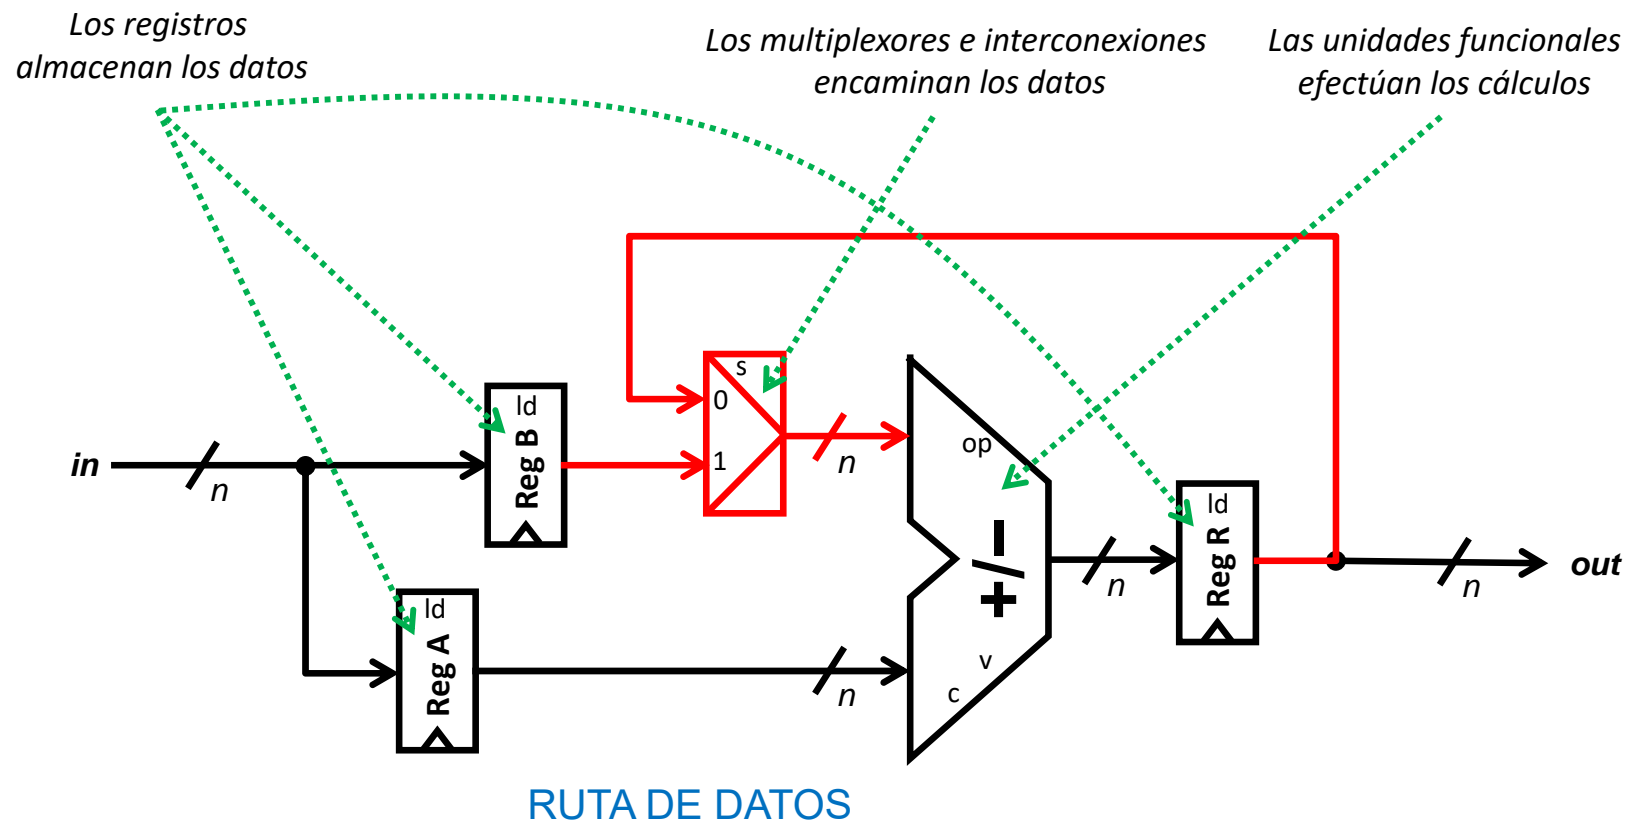 Los registros
almacenan los datos
Los multiplexores e interconexiones
encaminan los datos
Las unidades funcionales
efectúan los cálculos
s
0
1
ld
Reg B
in
n
n
op
+/−
v
c
ld
Reg R
n
n
out
ld
Reg A
n
RUTA DE DATOS